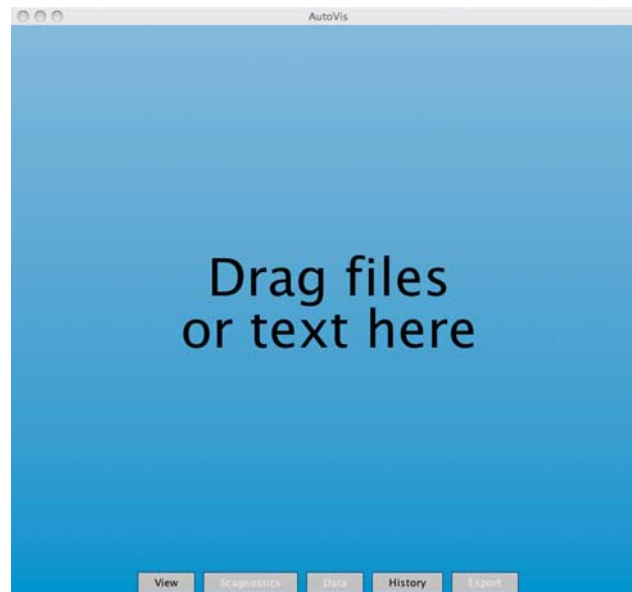 AutoVis
Drag files
or text here
View Scagnostics Data History Export